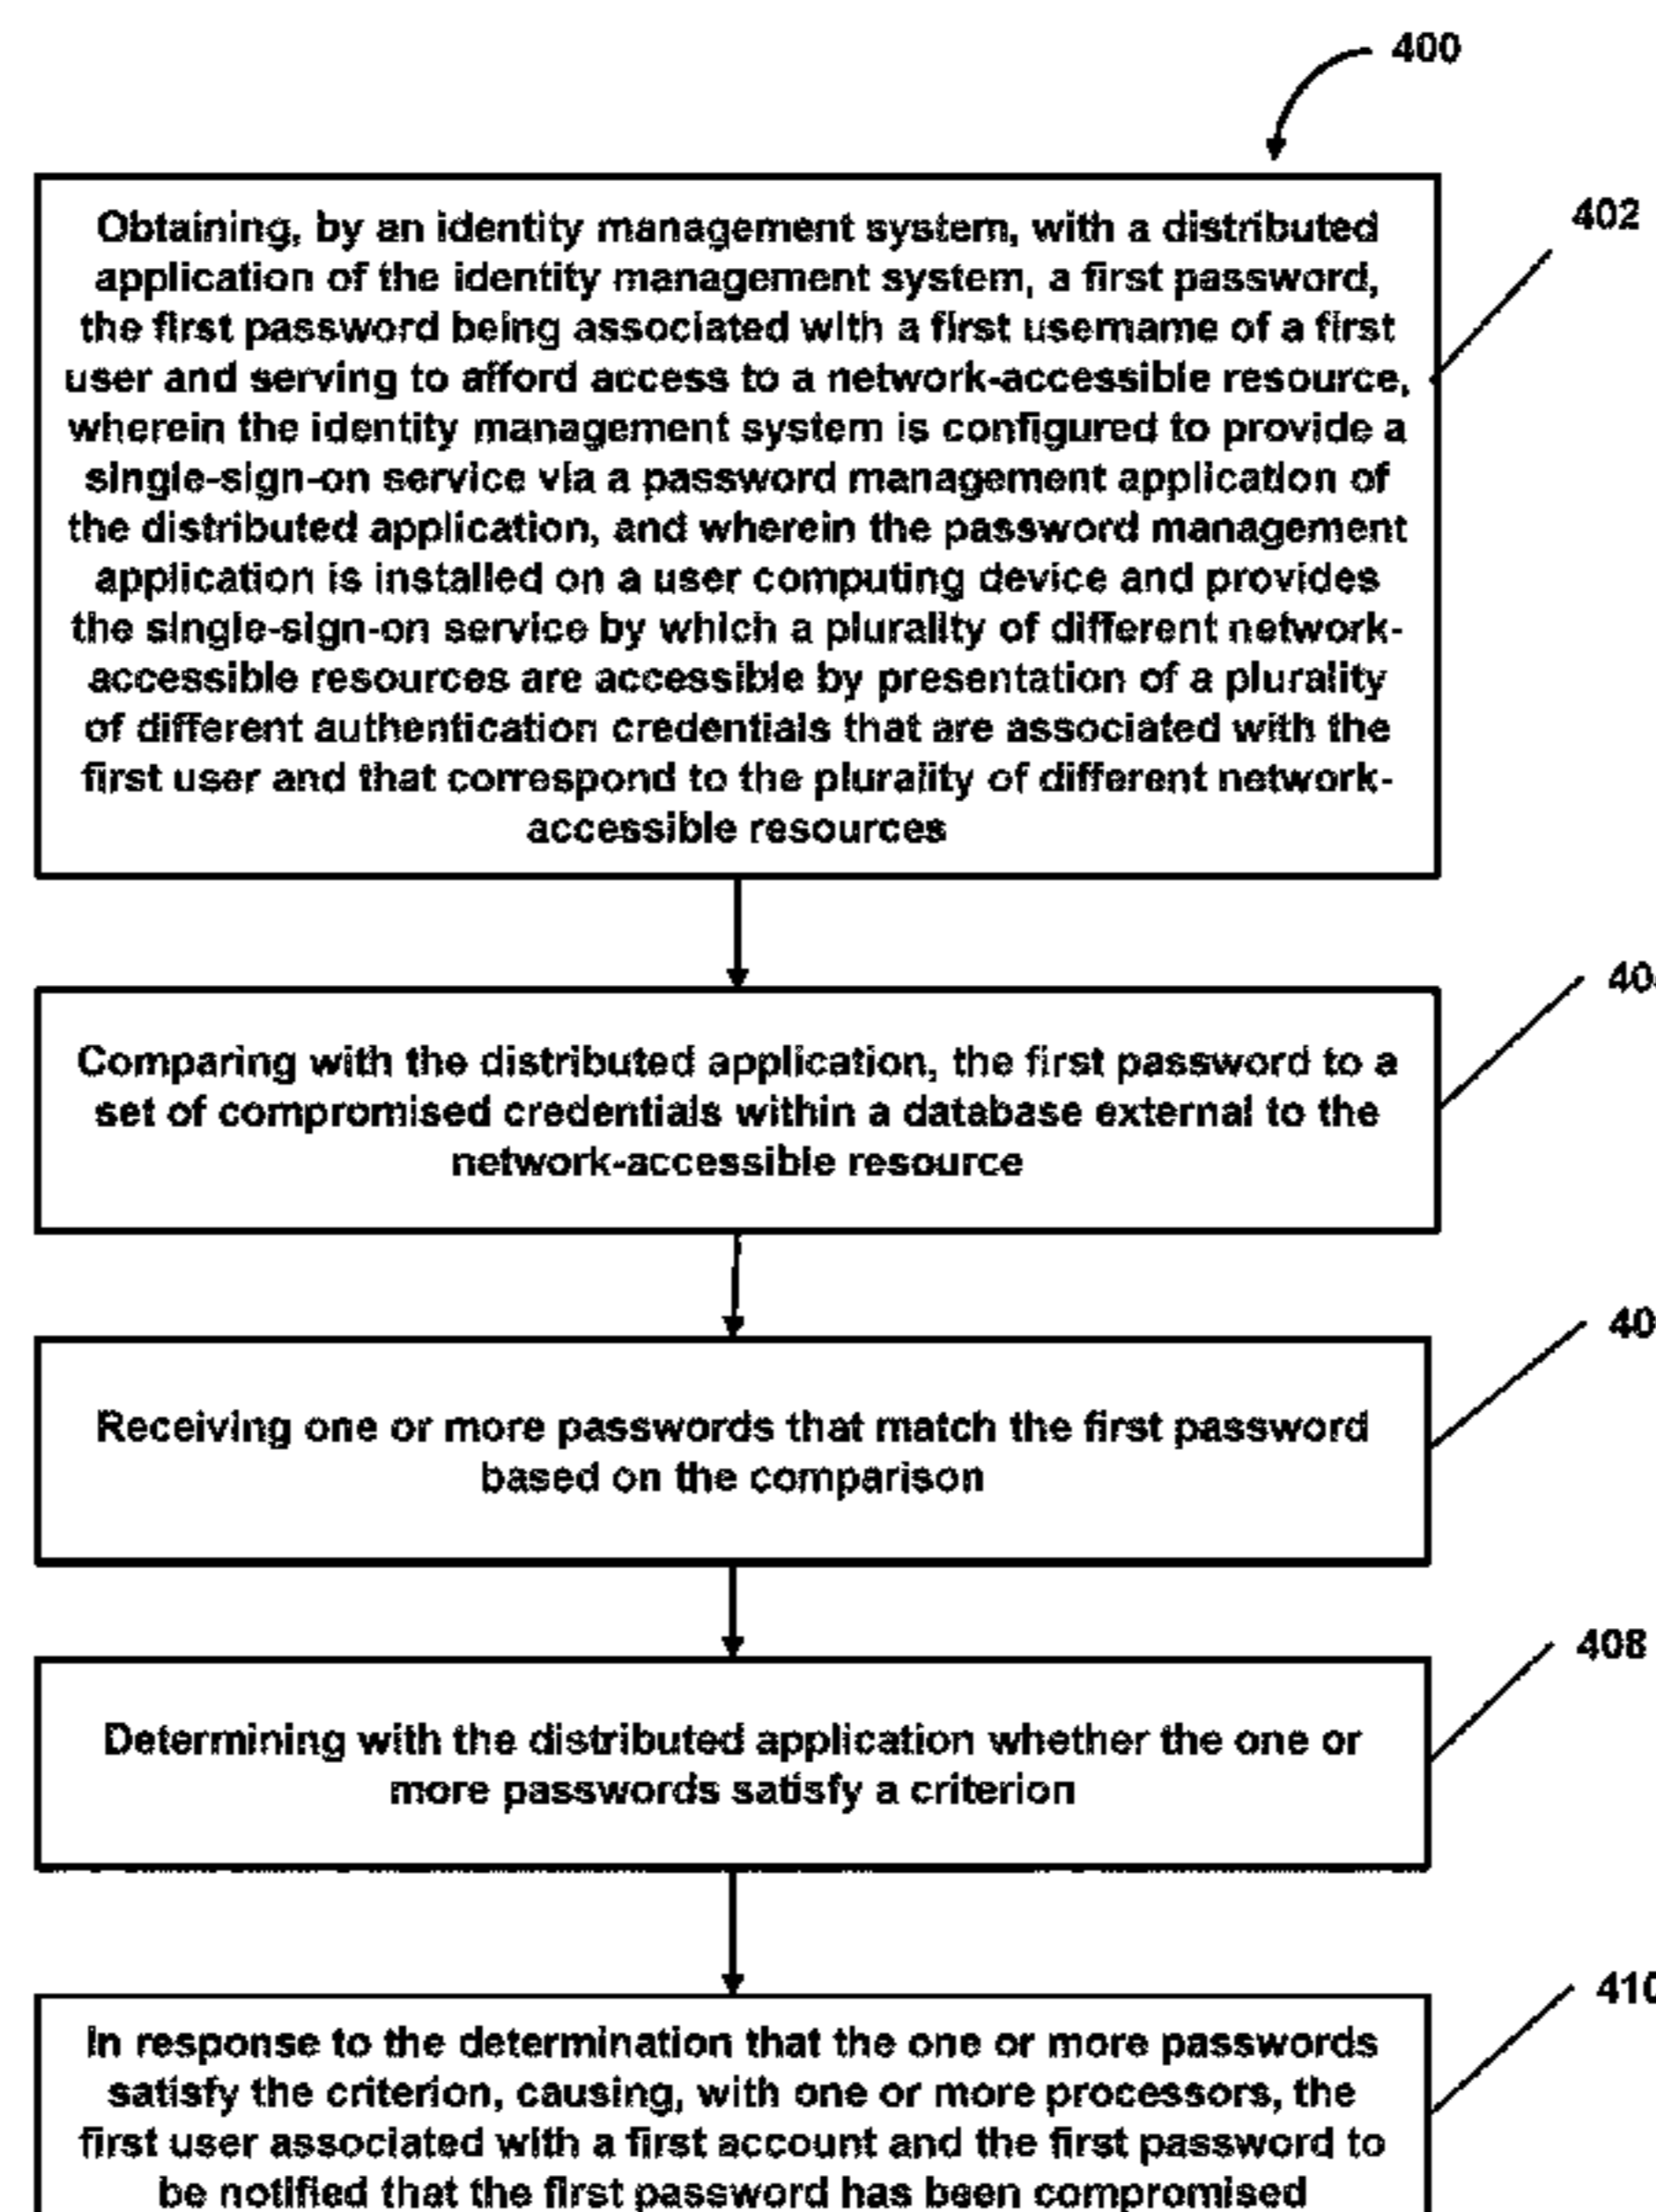 400
402
Obtaining, by an identity management system, with a distributed
application of the identity management system, a first password,
the first password being associated with a first username of a first
user and serving to afford access to a network-accessible resource,
wherein the identity management system is configured to provide a
single-sign-on service via a password management application of
the distributed application, and wherein the password management
application is installed on a user computing device and provides
the single-sign-on service by which a plurality of different network-
accessible resources are accessible by presentation of a plurality
of different authentication credentials that are associated with the
first user and that correspond to the plurality of different network-
accessible resources
Comparing with the distributed application, the first password to a
set of compromised credentials within a database external to the
network-accessible resource
Receiving one or more passwords that match the first password
based on the comparison
408
Determining with the distributed application whether the one or
more passwords satisfy a criterion
410
In response to the determination that the one or more passwords
satisfy the criterion, causing, with one or more processors, the
first user associated with a first account and the first password to
be notified that the first password has been compromised